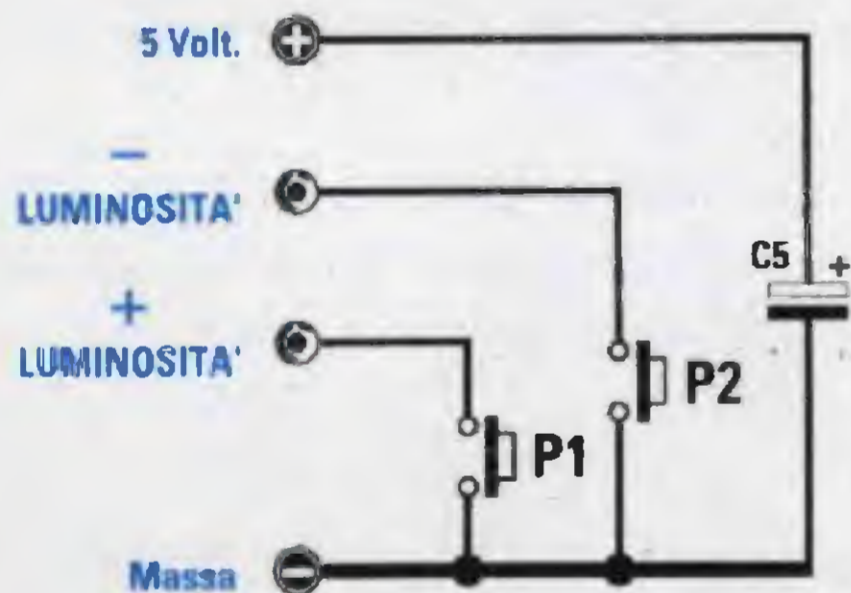 5 Volt.
−
LUMINOSITA'
+
LUMINOSITA'
C5 +
P2
P1
Massa